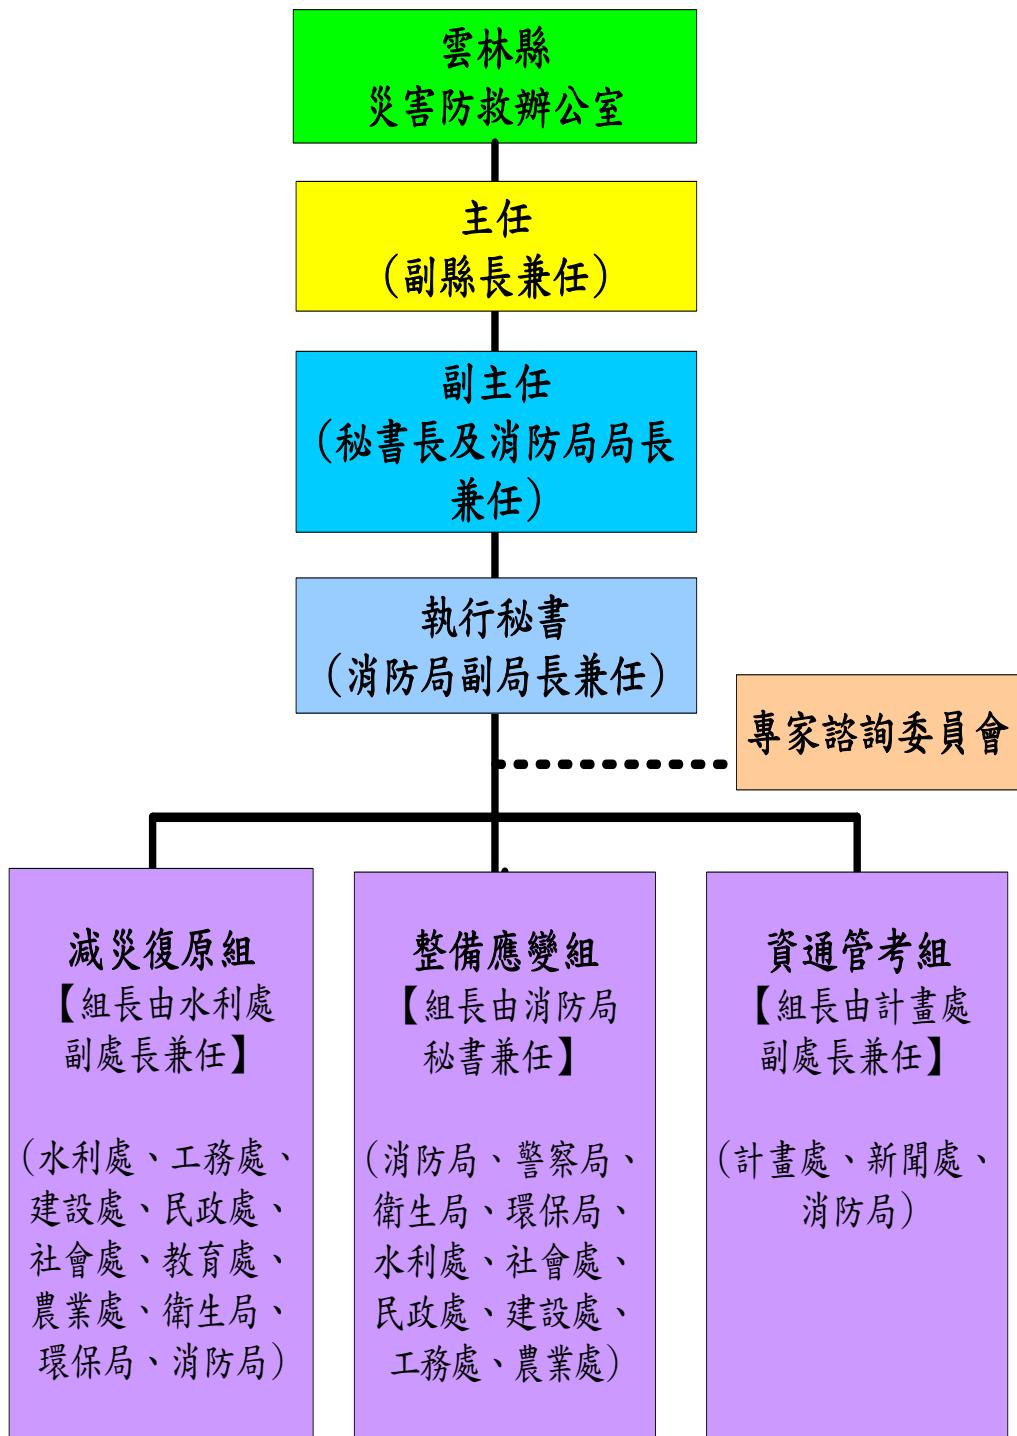 雲林縣
災害防救辦公室
主任
（副縣長兼任）
副主任
（秘書長及消防局局長
兼任）
執行秘書
（消防局副局長兼任）
專家諮詢委員會
減災復原組
【組長由水利處
副處長兼任】
（水利處、工務處、
建設處、民政處、
社會處、教育處、
農業處、衛生局、
環保局、消防局）
整備應變組
【組長由消防局
秘書兼任】
（消防局、警察局、
衛生局、環保局、
水利處、社會處、
民政處、建設處、
工務處、農業處）
資通管考組
【組長由計畫處
副處長兼任】
（計畫處、新聞處、
消防局）